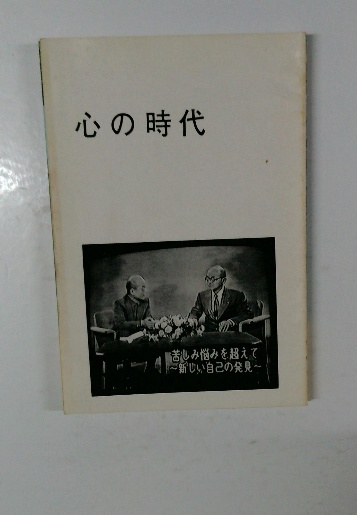 心の時代
苦しみ悩みを超えて
～新しい自己の発見～